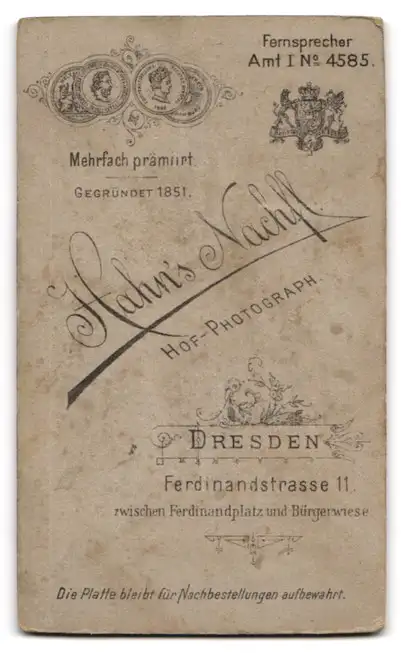 Fernsprecher
Amt I No 4585.
Mehrfach prämiirt
GEGRÜNDET 1851.
Hahn's Nachfl.
HOF-PHOTOGRAPH.
DRESDEN
Ferdinandstrasse 11.
zwischen Ferdinandplatz und Bürgerwiese
Die Platte bleibt für Nachbestellungen aufbewahrt.